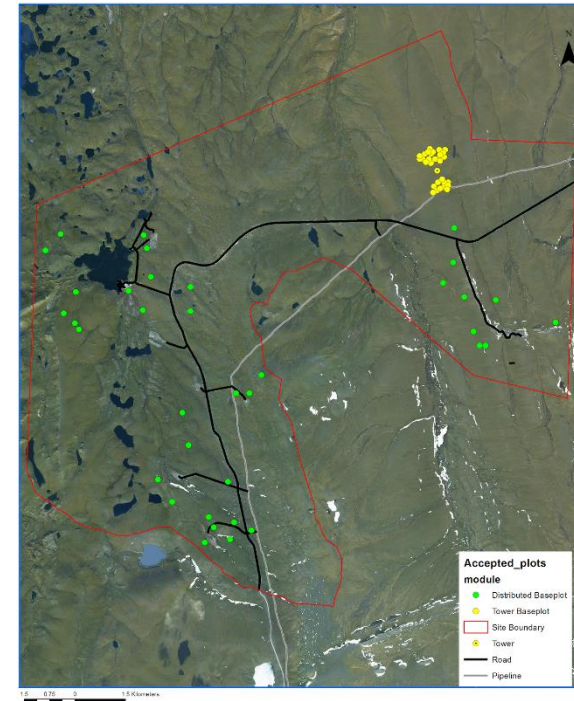 N
Accepted_plots
module
Distributed Baseplot
Tower Baseplot
Site Boundary
Tower
Road
Pipeline
1.5 0.75 0 1.5 Kilometers